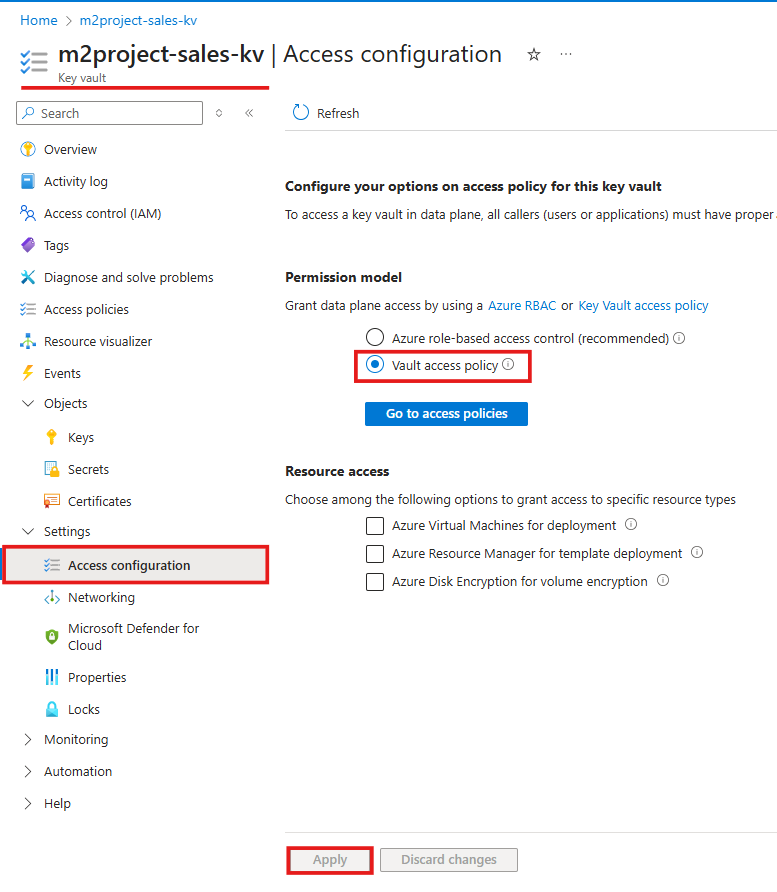 Home > m2project-sales-kv
m2project-sales-kv | Access configuration
Key vault
Search
Refresh
Overview
Activity log
Access control (IAM)
Tags
Diagnose and solve problems
Access policies
Resource visualizer
Events
Objects
Keys
Secrets
Certificates
Settings
Access configuration
Networking
Microsoft Defender for
Cloud
Properties
Locks
Monitoring
Automation
Help
Configure your options on access policy for this key vault
To access a key vault in data plane, all callers (users or applications) must have proper
Permission model
Grant data plane access by using a Azure RBAC or Key Vault access policy
Azure role-based access control (recommended)
Vault access policy
Go to access policies
Resource access
Choose among the following options to grant access to specific resource types
Azure Virtual Machines for deployment
Azure Resource Manager for template deployment
Azure Disk Encryption for volume encryption
Apply
Discard changes